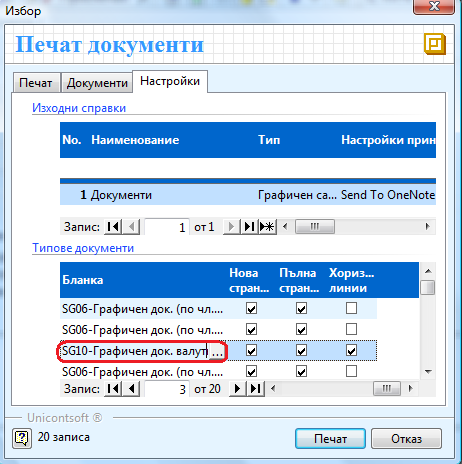 Избор
Печат документи
Печат Документи Настройки
Изходни справки
No. Наименование Тип Настройки прин
1 Документи Графичен са... Send To OneNote
Запис: 1 от 1
Типове документи
Бланка Нова стран... Пълна стран... Хориз... линии
SG06-Графичен док. (по чл....
SG06-Графичен док. (по чл....
SG10-Графичен док. валут ...
SG06-Графичен док. (по чл....
Запис: 3 от 20
Unicontsoft ®
20 записа Печат Отказ